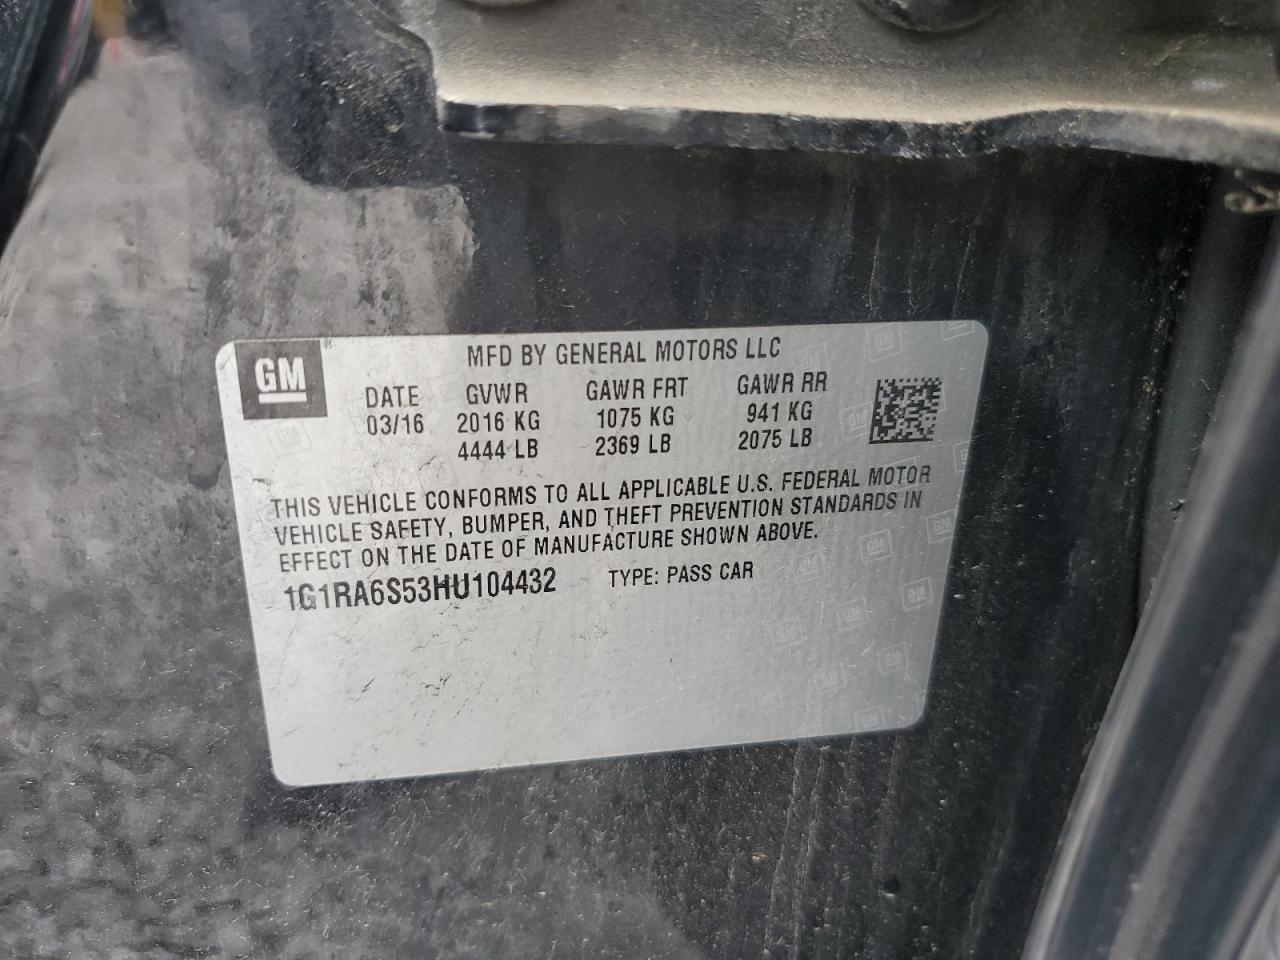 GM®
MFD BY GENERAL MOTORS LLC
DATE GVWR GAWR FRT GAWR RR
03/16 2016 KG 1075 KG 941 KG
4444 LB 2369 LB 2075 LB
THIS VEHICLE CONFORMS TO ALL APPLICABLE U.S. FEDERAL MOTOR
VEHICLE SAFETY, BUMPER, AND THEFT PREVENTION STANDARDS IN
EFFECT ON THE DATE OF MANUFACTURE SHOWN ABOVE.
1G1RA6S53HU104432 TYPE: PASS CAR